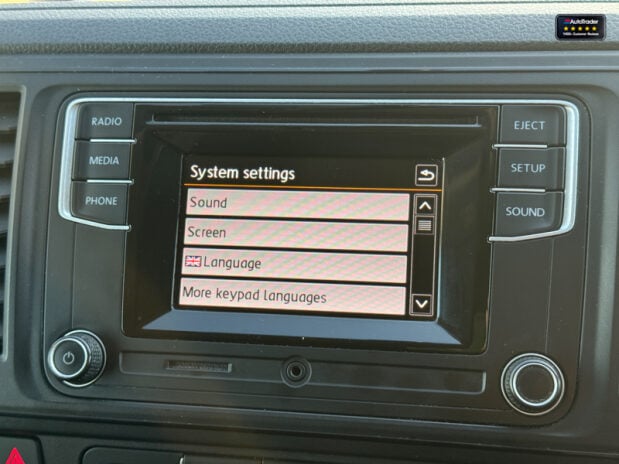 AutoTrader
RADIO
MEDIA
PHONE
System settings
Sound
Screen
Language
More keypad languages
EJECT
SETUP
SOUND